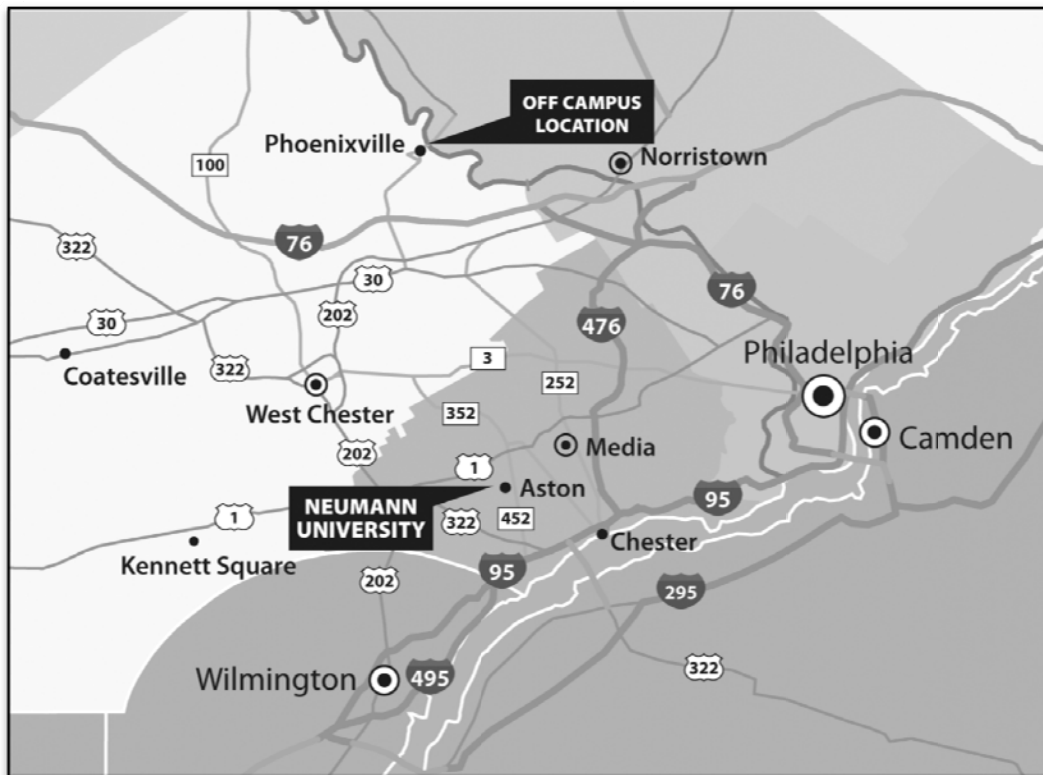 OFF CAMPUS
LOCATION
Phoenixville
Norristown
100
322
76
30
76
202
476
30
3
Philadelphia
Coatesville
322
252
West Chester
352
Camden
Media
202
1
Aston
95
NEUMANN
UNIVERSITY
322
452
1
Chester
Kennett Square
95
202
295
Wilmington
495
322